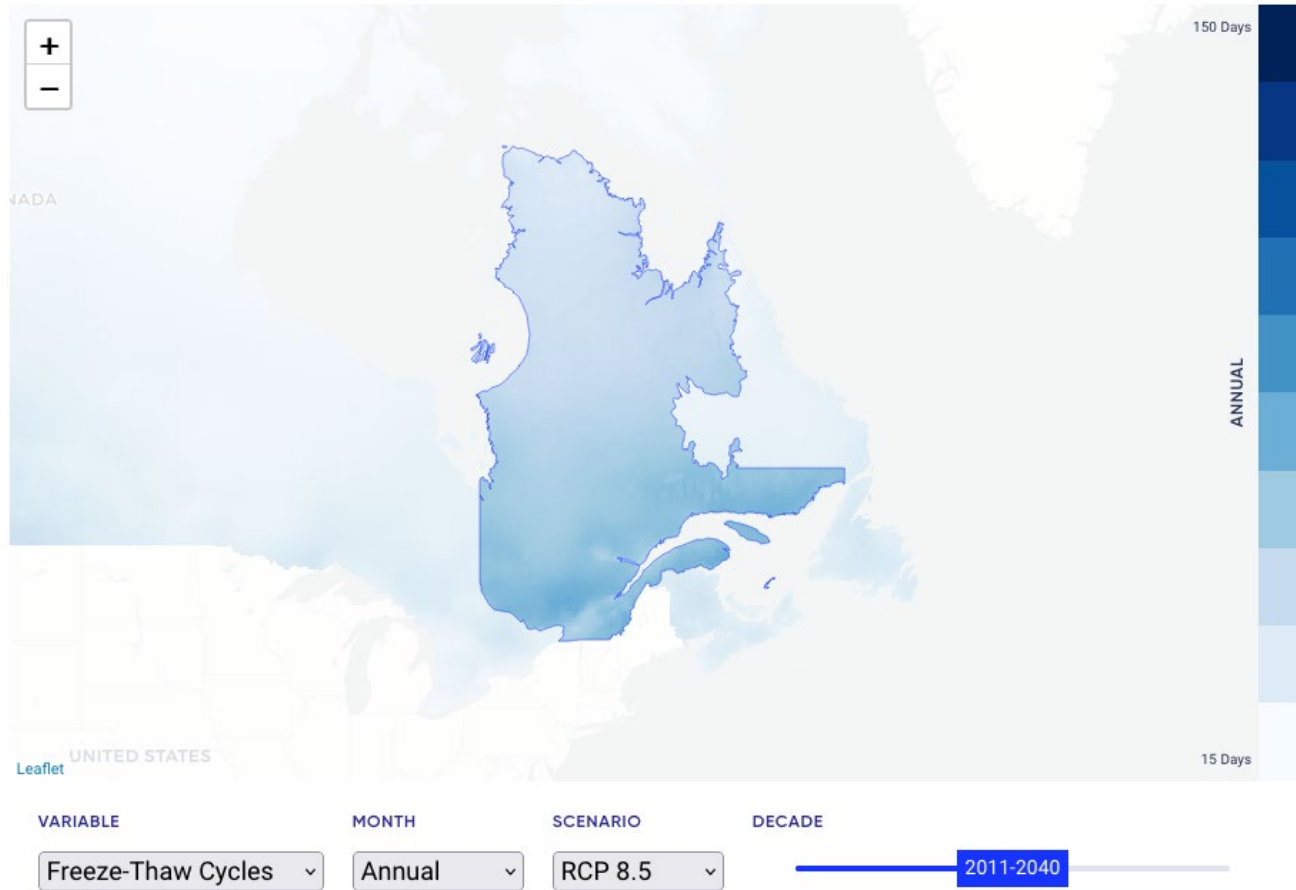 +
150 Days
−
NADA
ANNUAL
UNITED STATES
Leaflet
15 Days
VARIABLE
MONTH
SCENARIO
DECADE
Freeze-Thaw Cycles
Annual
RCP 8.5
2011-2040